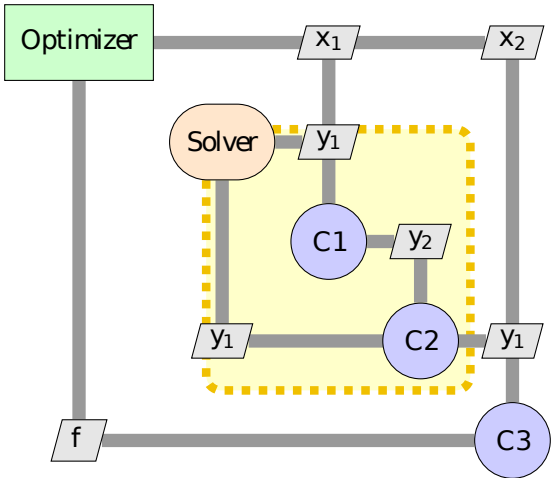 Optimizer
x₁
x₂
Solver
y₁
C1
y₂
y₁
C2
y₁
f
C3